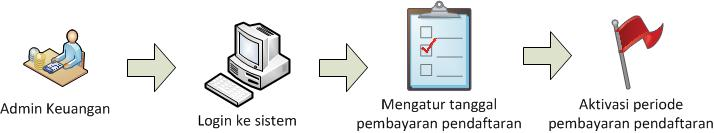 Admin Keuangan
Login ke sistem
Mengatur tanggal
pembayaran pendaftaran
Aktivasi periode
pembayaran pendaftaran